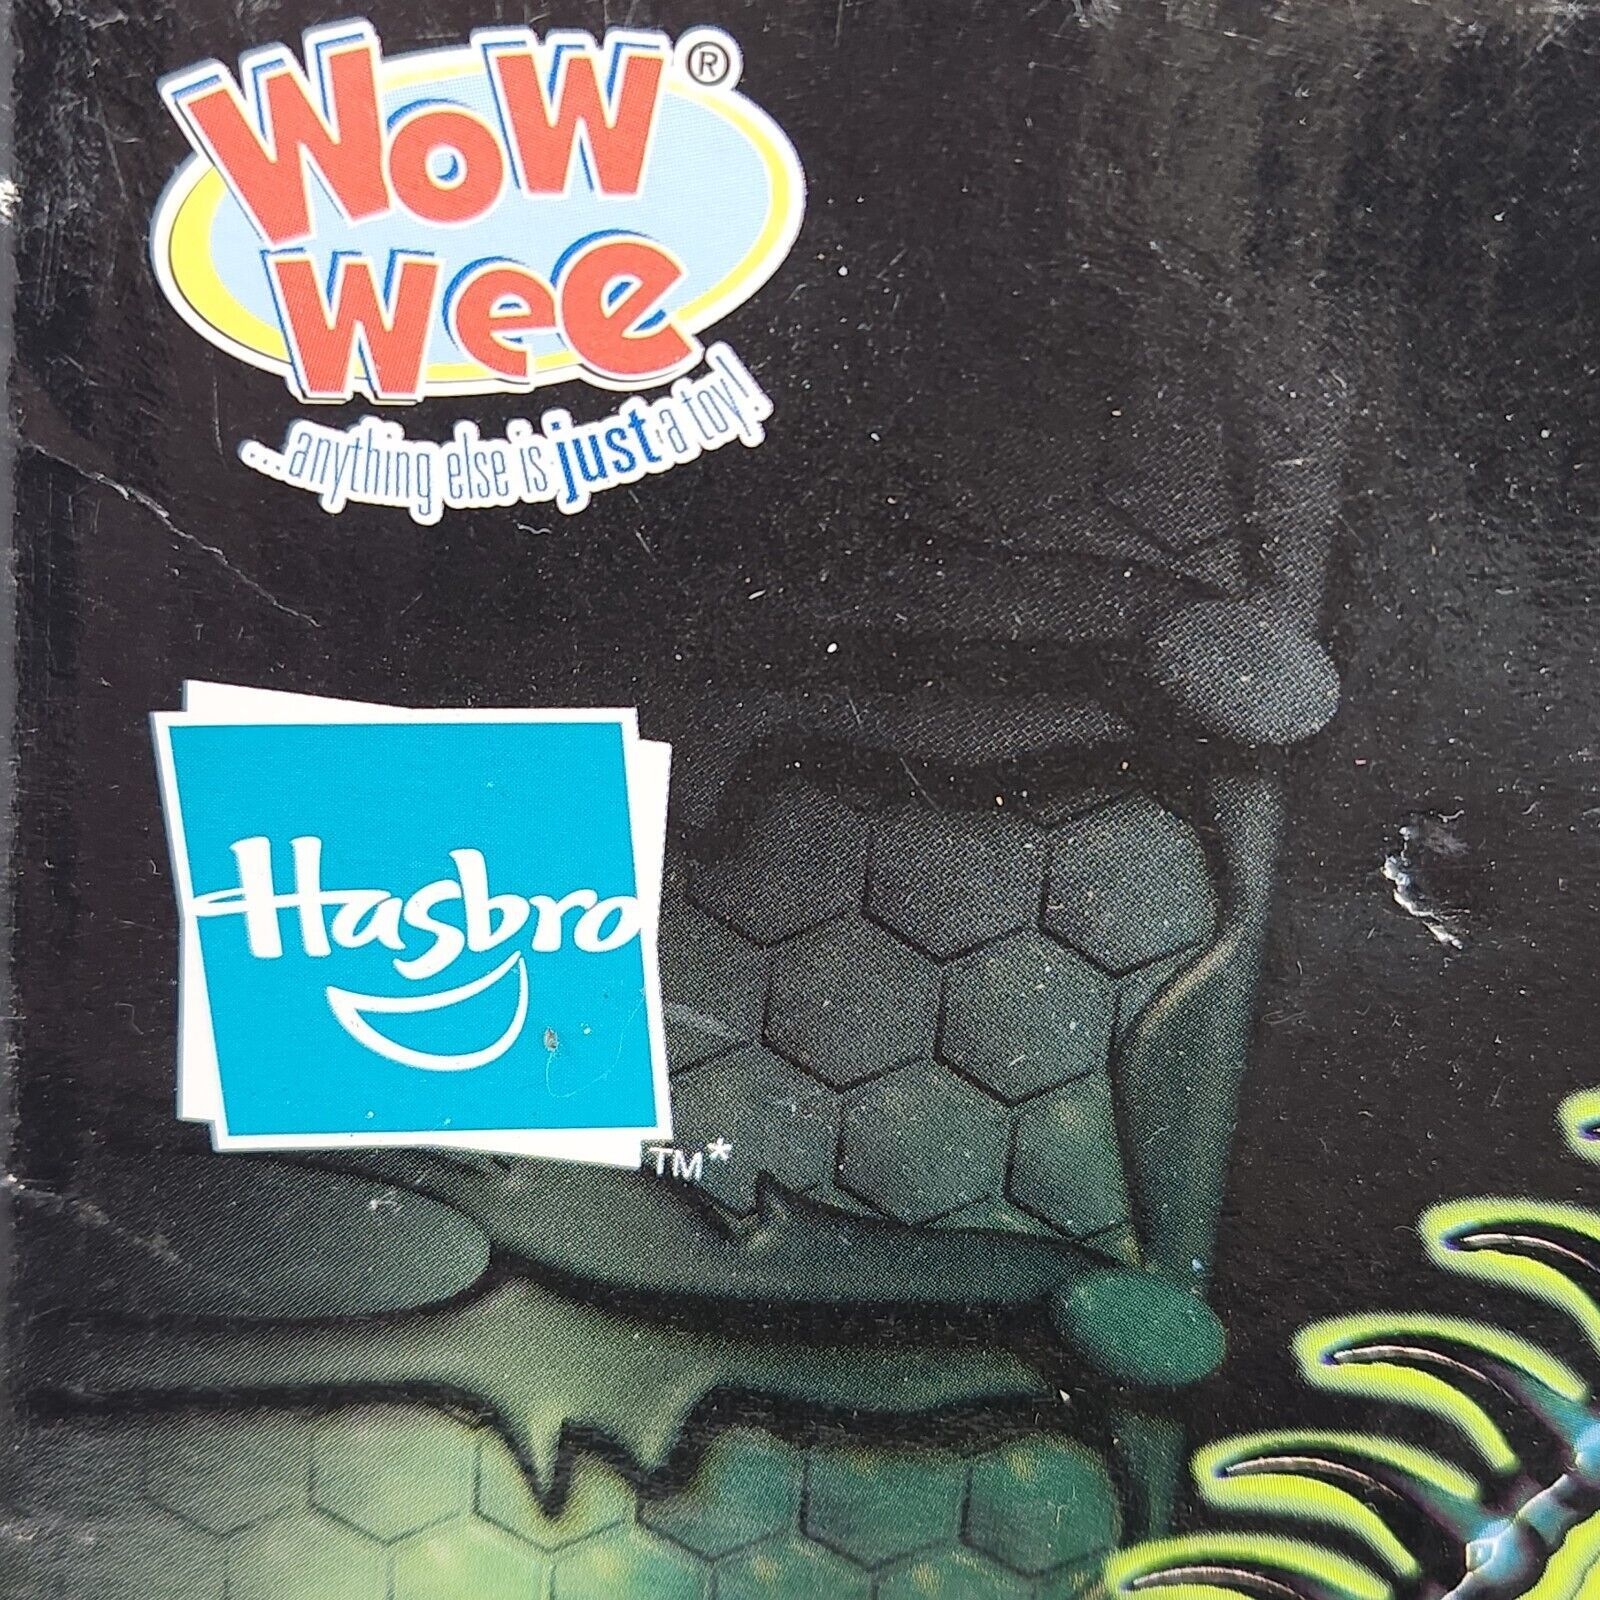 WoW®
Wee
...anything else is just a toy!
Hasbro
TM*